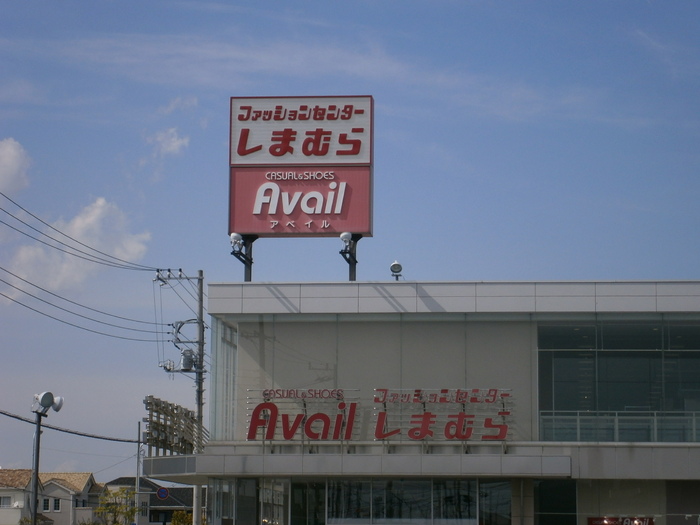 ファッションセンター
しまむら
CASUAL&SHOES
Avail
アベイル
CASUAL&SHOES
Avail
ファッションセンター
しまむら